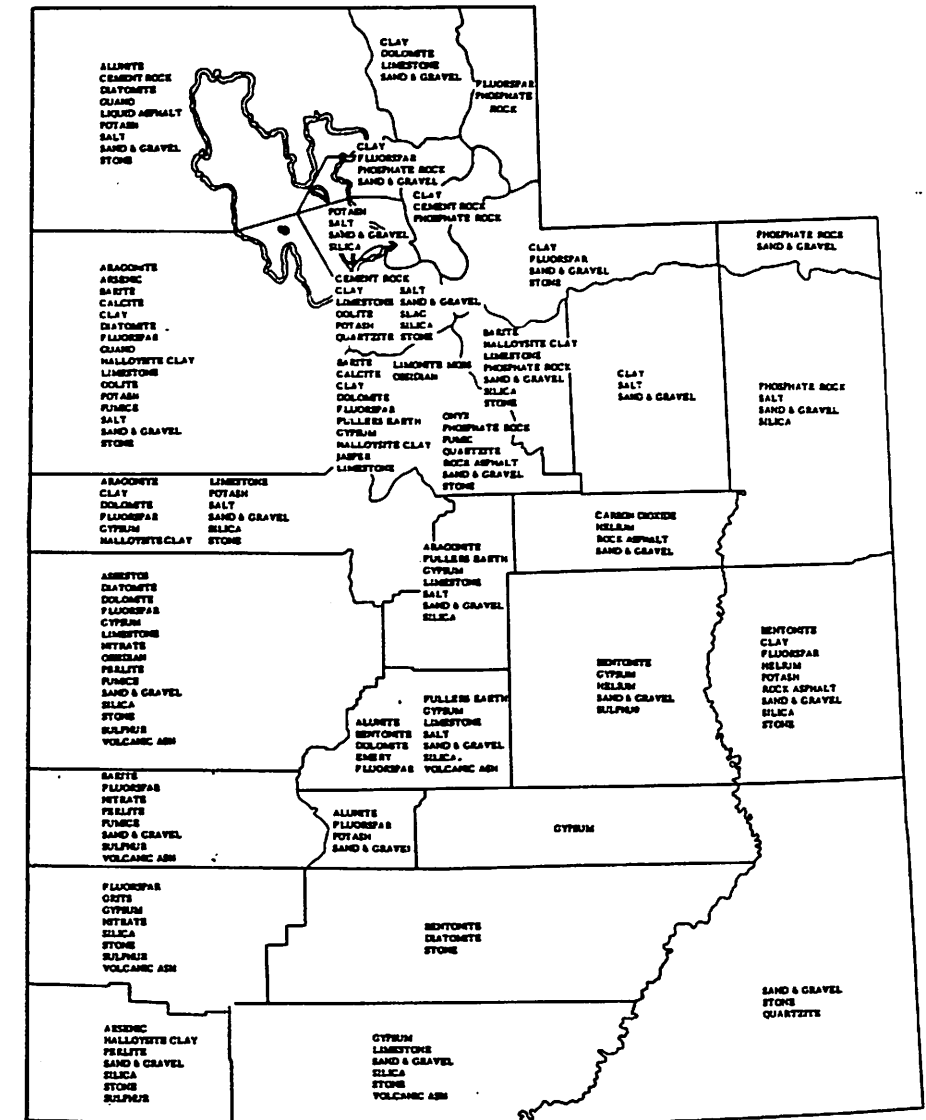 ALUNITE
CEMENT ROCK
DIATOMITE
GUANO
LIQUID ASPHALT
POTASH
SALT
SAND & GRAVEL
STONE
CLAY
DOLOMITE
LIMESTONE
SAND & GRAVEL
FLUORSPAR
PHOSPHATE
ROCK
CLAY
FLUORSPAR
PHOSPHATE ROCK
SAND & GRAVEL
CLAY
CEMENT ROCK
PHOSPHATE ROCK
POTASH
SALT
SAND & GRAVEL
SILICA
CLAY
FLUORSPAR
SAND & GRAVEL
STONE
PHOSPHATE ROCK
SAND & GRAVEL
ARAGONITE
ARSENIC
BARITE
CALCITE
CLAY
DIATOMITE
FLUORSPAR
GUANO
HALLOYSITE CLAY
LIMESTONE
OOLITE
POTASH
PUMICE
SALT
SAND & GRAVEL
STONE
CEMENT ROCK
CLAY SALT
LIMESTONE SAND & GRAVEL
OOLITE SLAG
POTASH SILICA
QUARTZITE STONE
BARITE
CALCITE
CLAY
DOLOMITE
FLUORSPAR
FULLERS EARTH
GYPSUM
HALLOYSITE CLAY
JASPER
LIMESTONE
LIMONITE
OBSIDIAN
ONYX
PHOSPHATE ROCK
PUMIC
QUARTZITE
ROCK ASPHALT
SAND & GRAVEL
STONE
BARITE
HALLOYSITE CLAY
LIMESTONE
PHOSPHATE ROCK
SAND & GRAVEL
SILICA
STONE
CLAY
SALT
SAND & GRAVEL
PHOSPHATE ROCK
SALT
SAND & GRAVEL
SILICA
ARAGONITE LIMESTONE
CLAY POTASH
DOLOMITE SALT
FLUORSPAR SAND & GRAVEL
GYPSUM SILICA
HALLOYSITE CLAY STONE
ARAGONITE
FULLERS EARTH
GYPSUM
LIMESTONE
SALT
SAND & GRAVEL
SILICA
CARBON DIOXIDE
HELIUM
ROCK ASPHALT
SAND & GRAVEL
ASBESTOS
DIATOMITE
DOLOMITE
FLUORSPAR
GYPSUM
LIMESTONE
NITRATE
OBSIDIAN
PERLITE
PUMICE
SAND & GRAVEL
SILICA
STONE
SULPHUR
VOLCANIC ASH
FULLERS EARTH
GYPSUM
ALUNITE LIMESTONE
BENTONITE SALT
DOLOMITE SAND & GRAVEL
EMERY SILICA.
FLUORSPAR VOLCANIC ASH
BENTONITE
GYPSUM
HELIUM
SAND & GRAVEL
SULPHUR
BENTONITE
CLAY
FLUORSPAR
HELIUM
POTASH
ROCK ASPHALT
SAND & GRAVEL
SILICA
STONE
BARITE
FLUORSPAR
NITRATE
PERLITE
PUMICE
SAND & GRAVEL
SULPHUR
VOLCANIC ASH
ALUNITE
FLUORSPAR
POTASH
SAND & GRAVEL
GYPSUM
FLUORSPAR
GRITS
GYPSUM
NITRATE
SILICA
STONE
SULPHUR
VOLCANIC ASH
BENTONITE
DIATOMITE
STONE
SAND & GRAVEL
STONE
QUARTZITE
ARSENIC
HALLOYSITE CLAY
PERLITE
SAND & GRAVEL
SILICA
STONE
SULPHUR
GYPSUM
LIMESTONE
SAND & GRAVEL
SILICA
STONE
VOLCANIC ASH